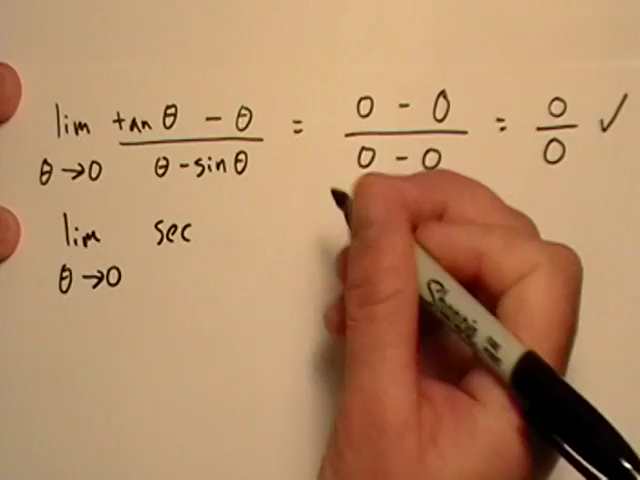 lim tan θ - θ = 0 - 0 = 0 ✓
θ→0 θ - sin θ 0 - 0 0
lim sec
θ→0
Sharpie